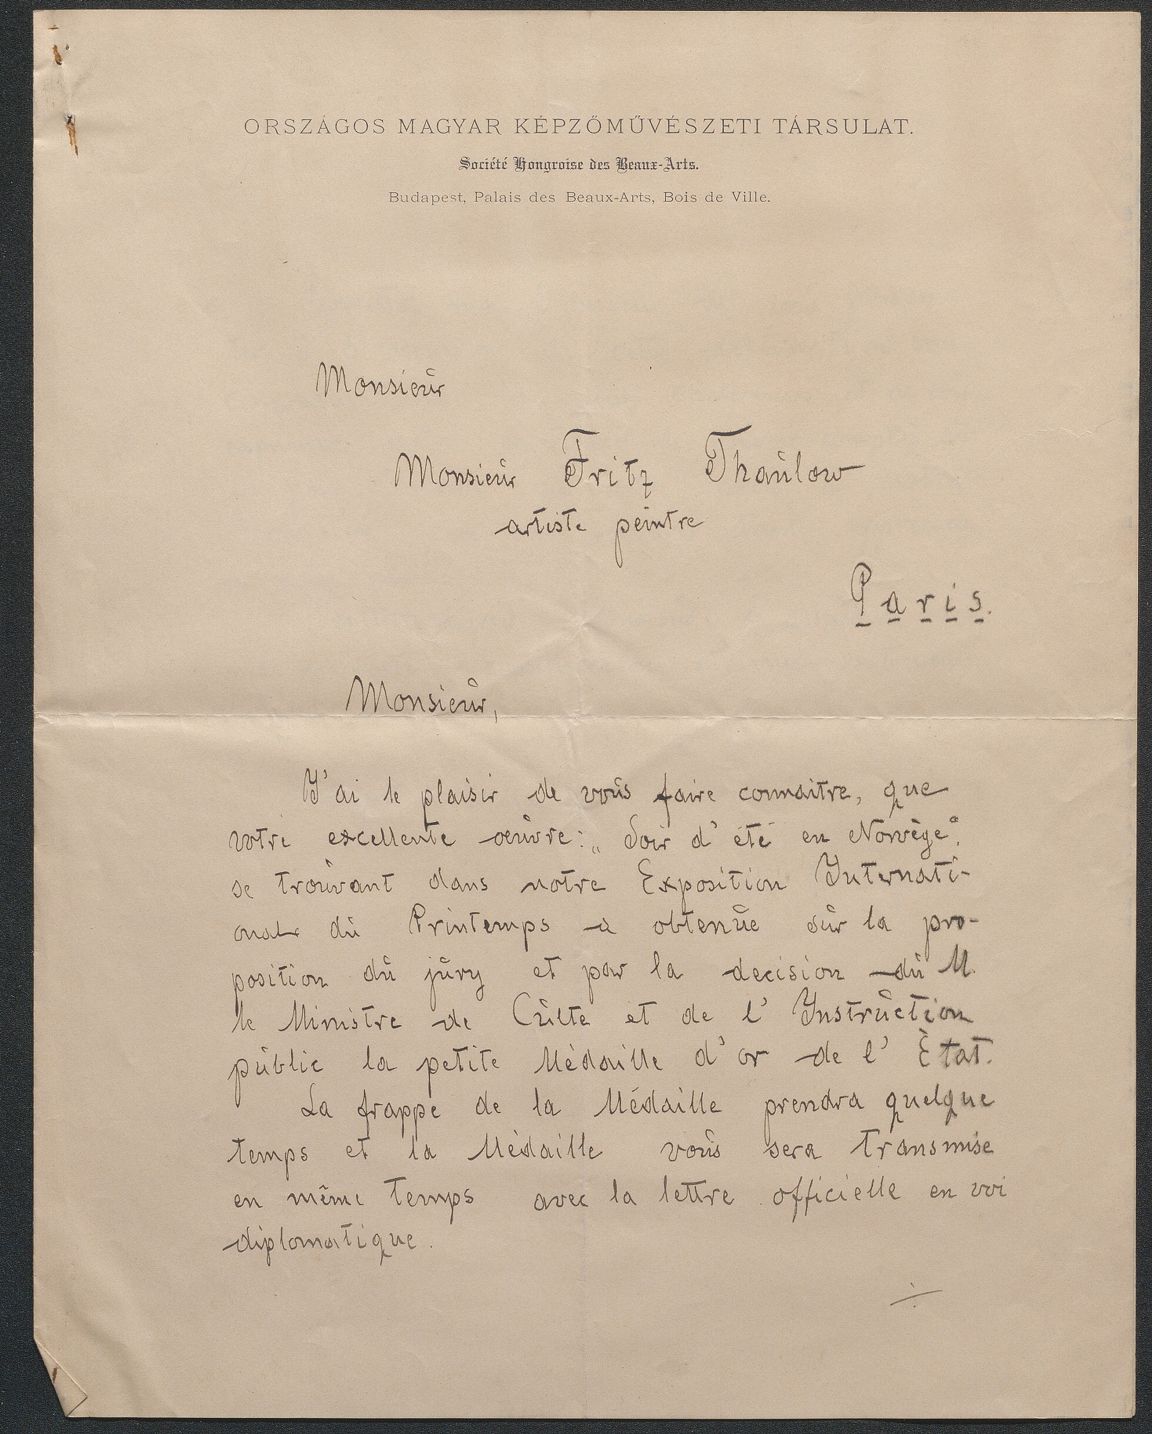 ORSZÁGOS MAGYAR KÉPZŐMŰVÉSZETI TÁRSULAT.
Société Hongroise des Beaux-Arts.
Budapest, Palais des Beaux-Arts, Bois de Ville.
Monsieur
Monsieur Fritz Thaulow
artiste peintre
Paris.
Monsieur,
J'ai le plaisir de vous faire connaitre, que
votre excellente œuvre: „Soir d'été en Norvège“,
se trouvant dans notre Exposition Internati-
onale du Printemps a obtenue sur la pro-
position du jury et par la decision du M.
le Ministre de Culte et de l'Instruction
public la petite Médaille d'or de l'État.
La frappe de la Médaille prendra quelque
temps et la Médaille vous sera transmise
en même temps avec la lettre officielle en voi
diplomatique.
÷